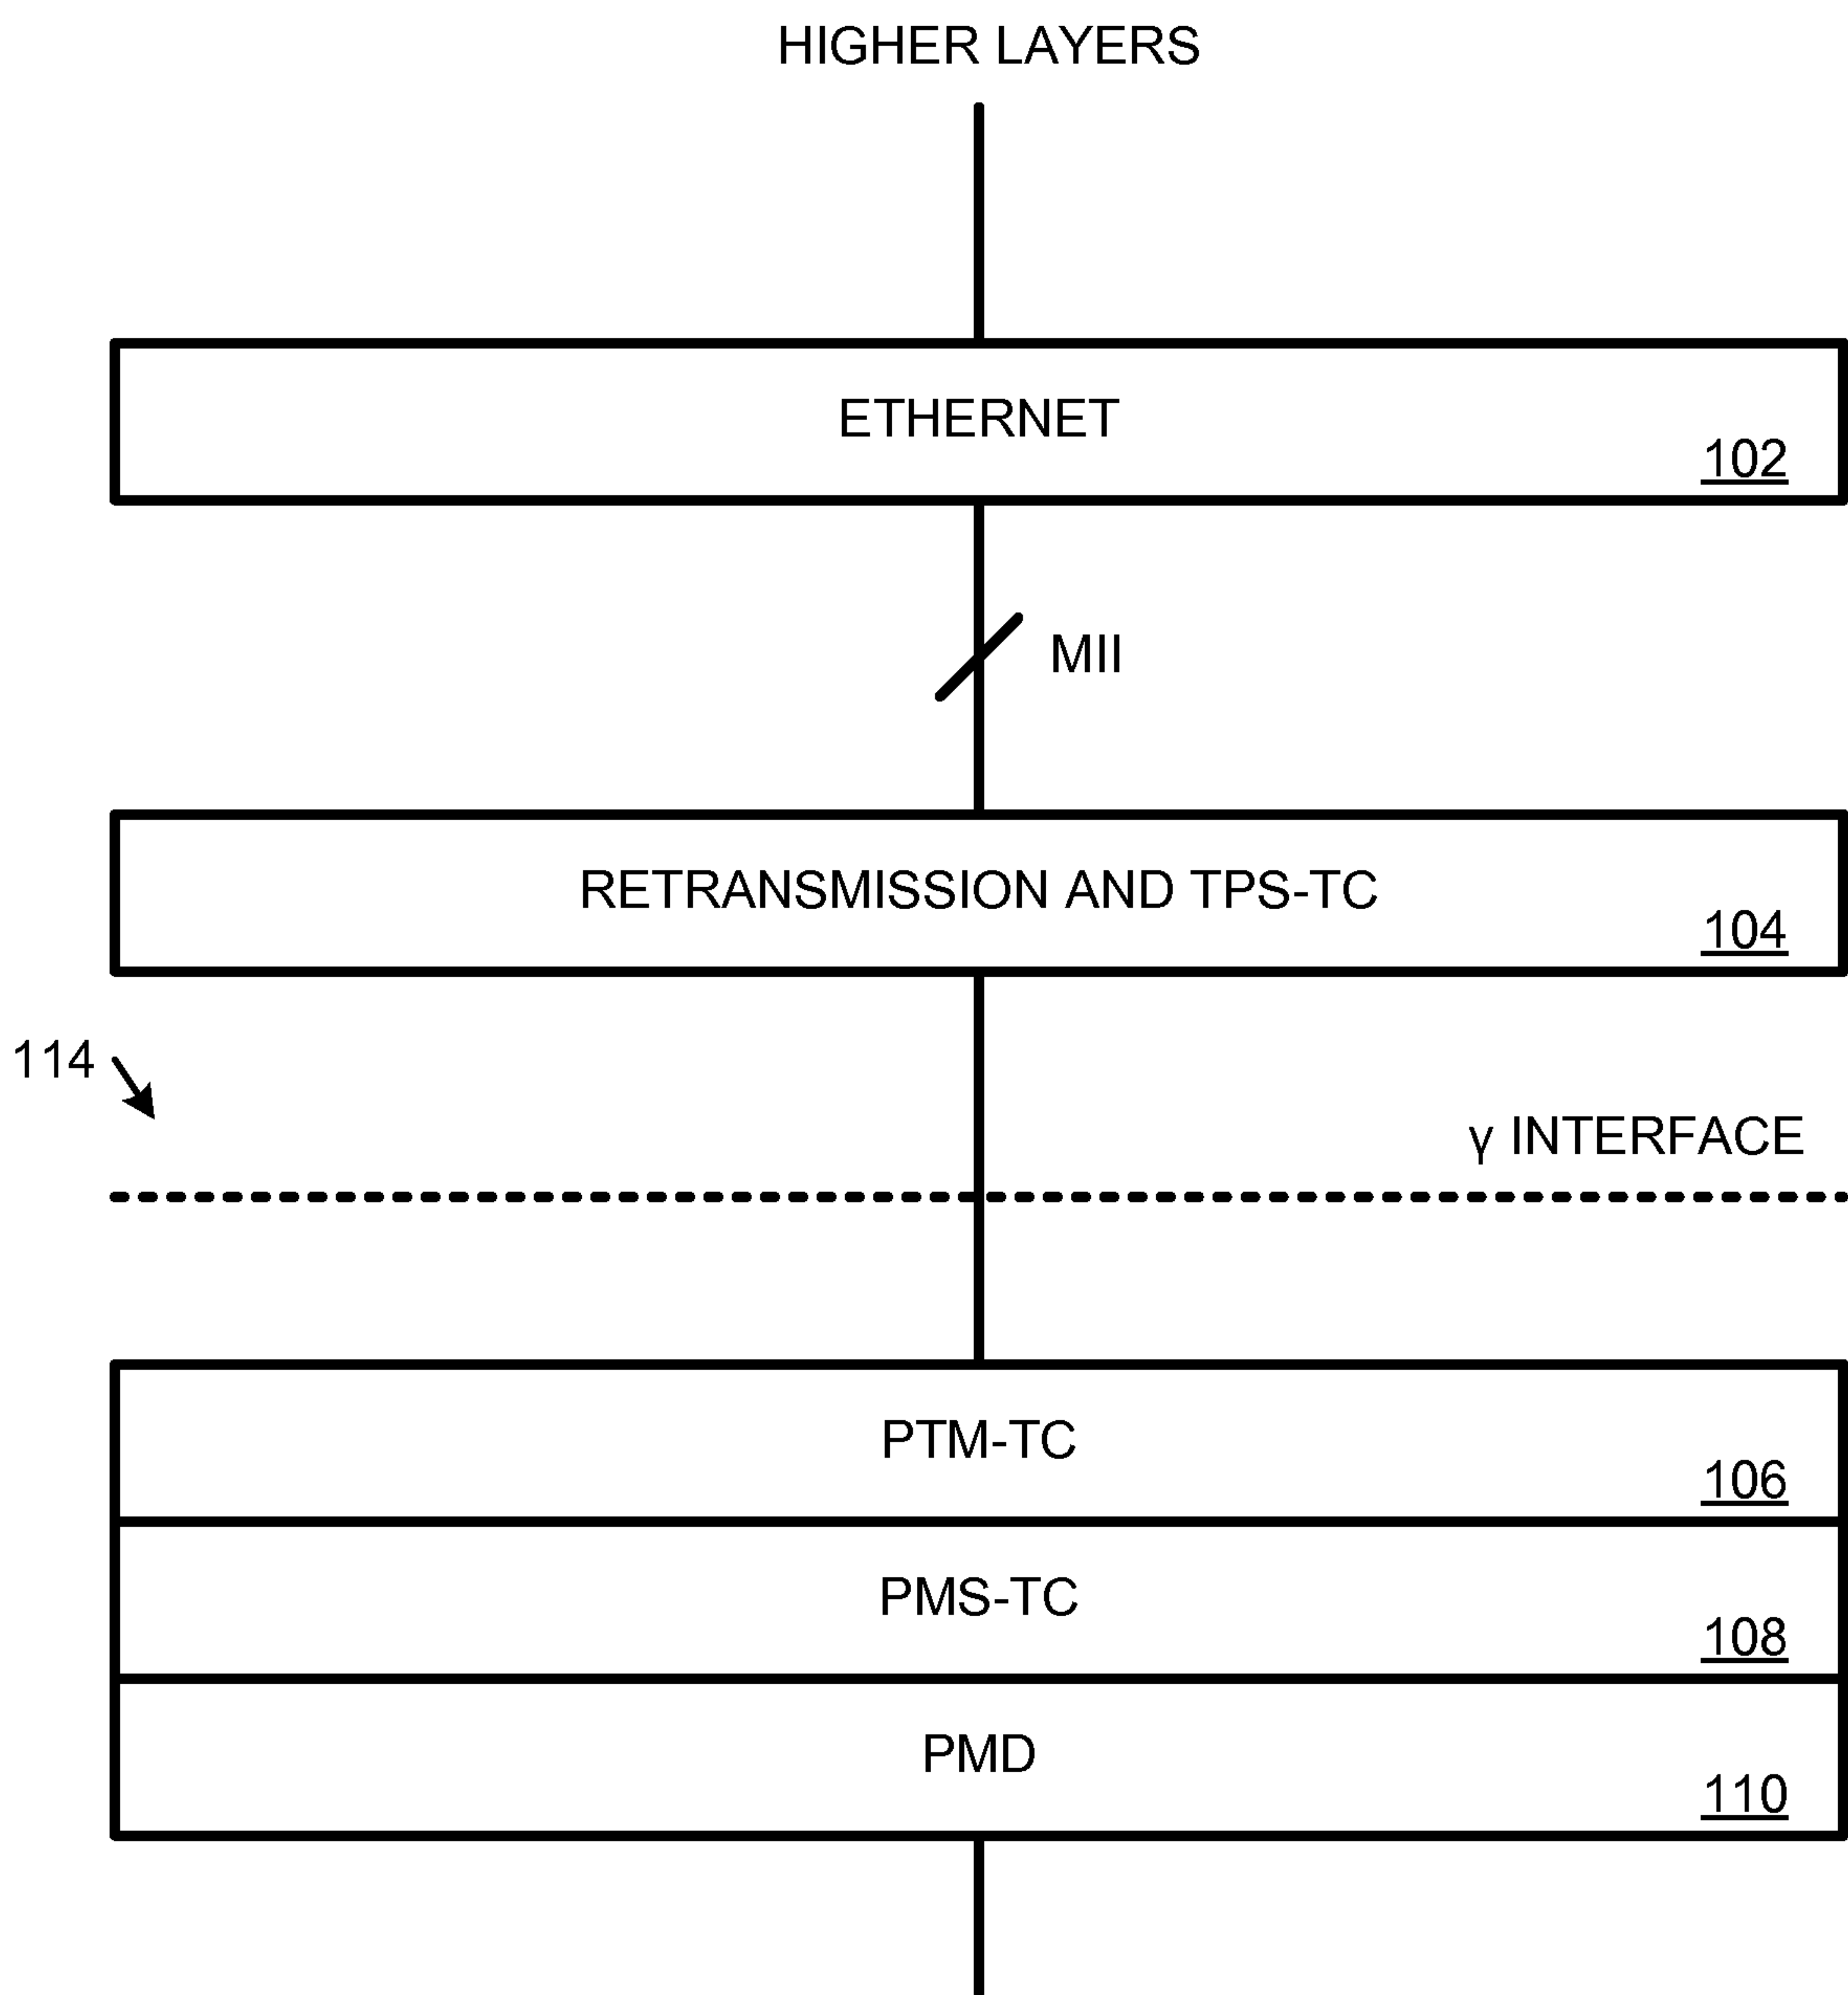 HIGHER LAYERS
ETHERNET
102
MII
RETRANSMISSION AND TPS-TC
104
114
γ INTERFACE
PTM-TC
106
PMS-TC
108
PMD
110